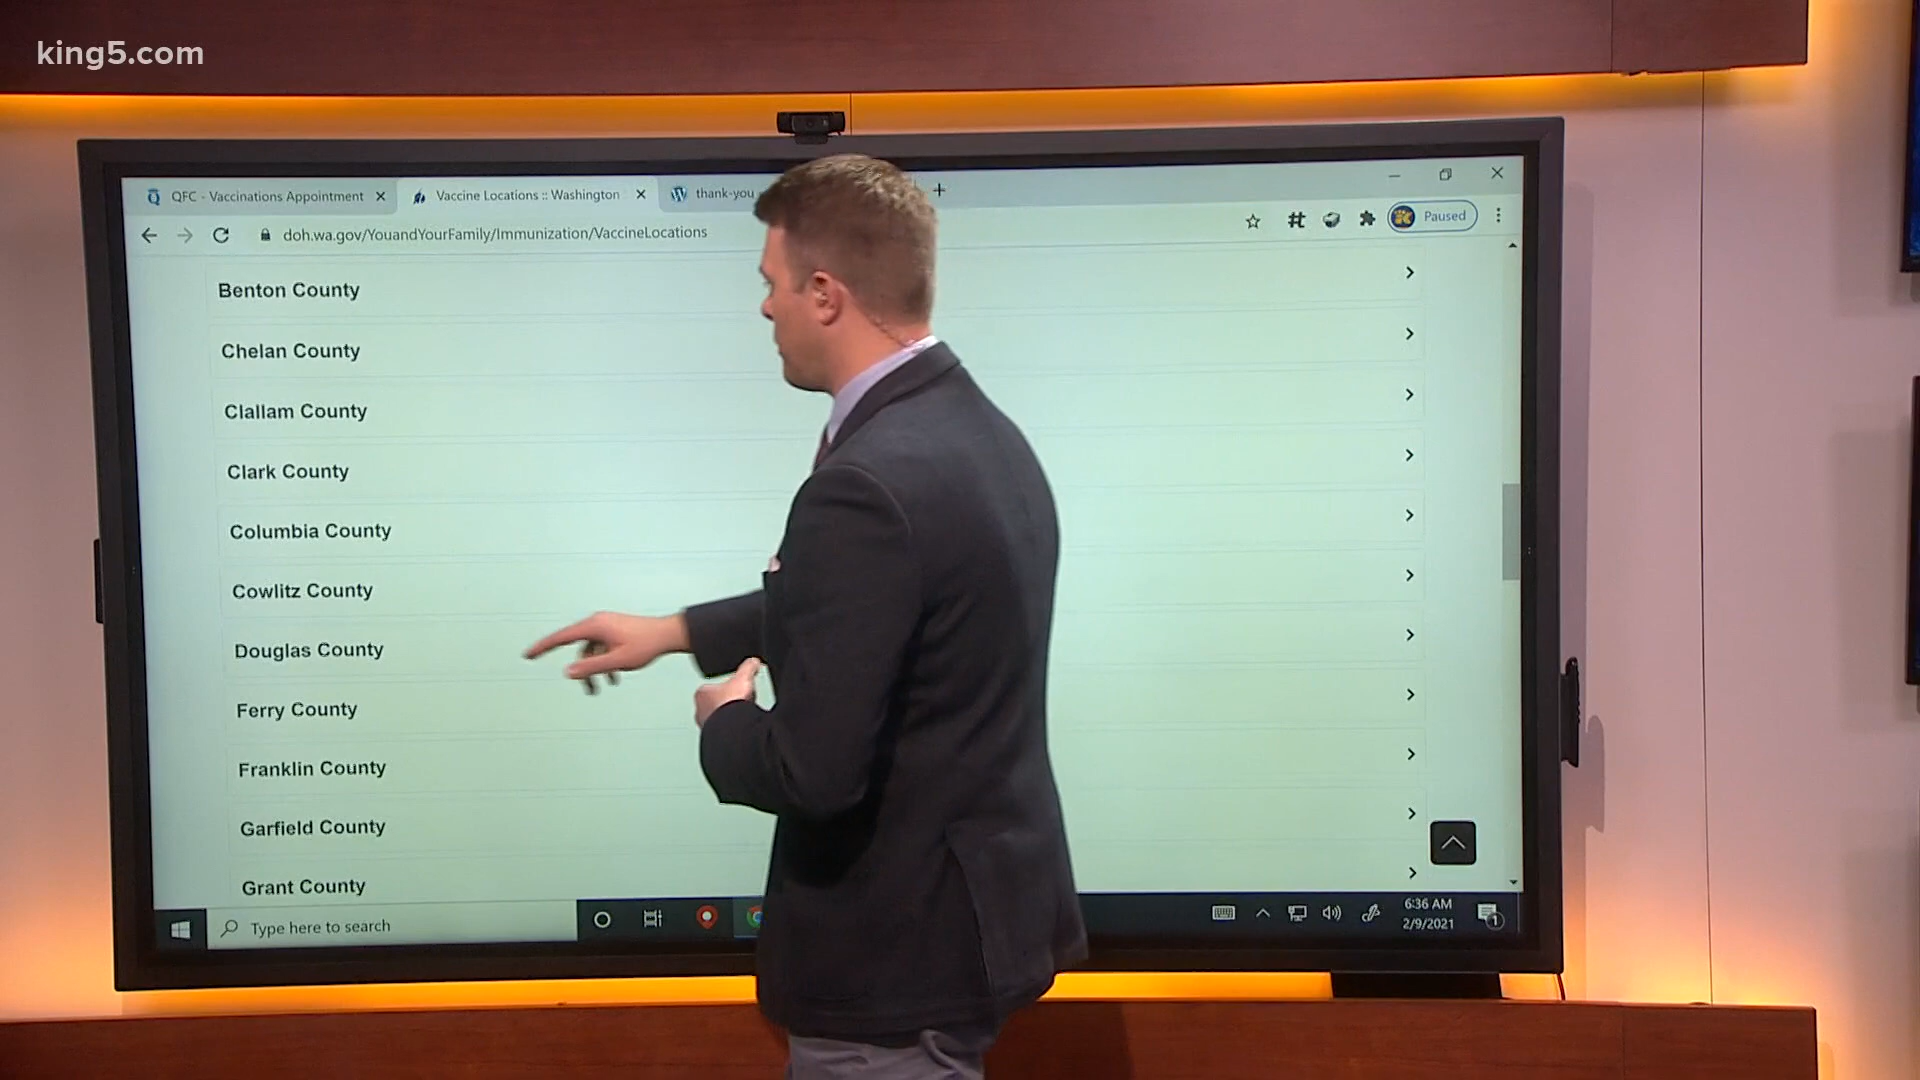 king5.com
QFC - Vaccinations Appointment
Vaccine Locations :: Washington
thank-you
doh.wa.gov/YouandYourFamily/Immunization/VaccineLocations
Paused
Benton County
Chelan County
Clallam County
Clark County
Columbia County
Cowlitz County
Douglas County
Ferry County
Franklin County
Garfield County
Grant County
Type here to search
6:36 AM
2/9/2021
1